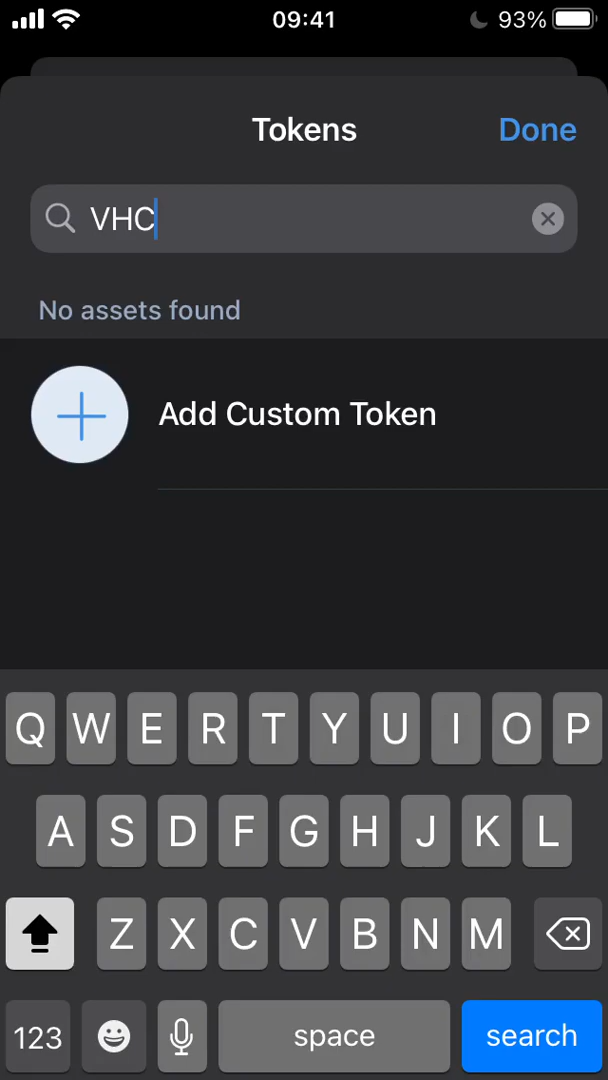 09:41
93%
Tokens
Done
VHC
No assets found
Add Custom Token
Q W E R T Y U I O P
A S D F G H J K L
Z X C V B N M
123
space
search